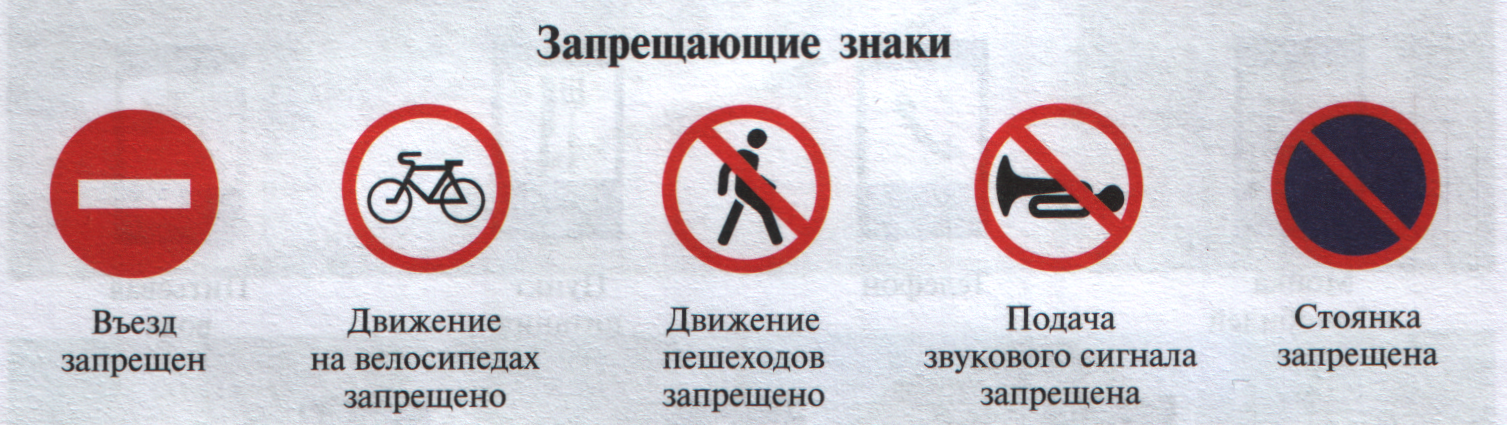 Запрещающие знаки
Въезд
запрещен
Движение
на велосипедах
запрещено
Движение
пешеходов
запрещено
Подача
звукового сигнала
запрещена
Стоянка
запрещена